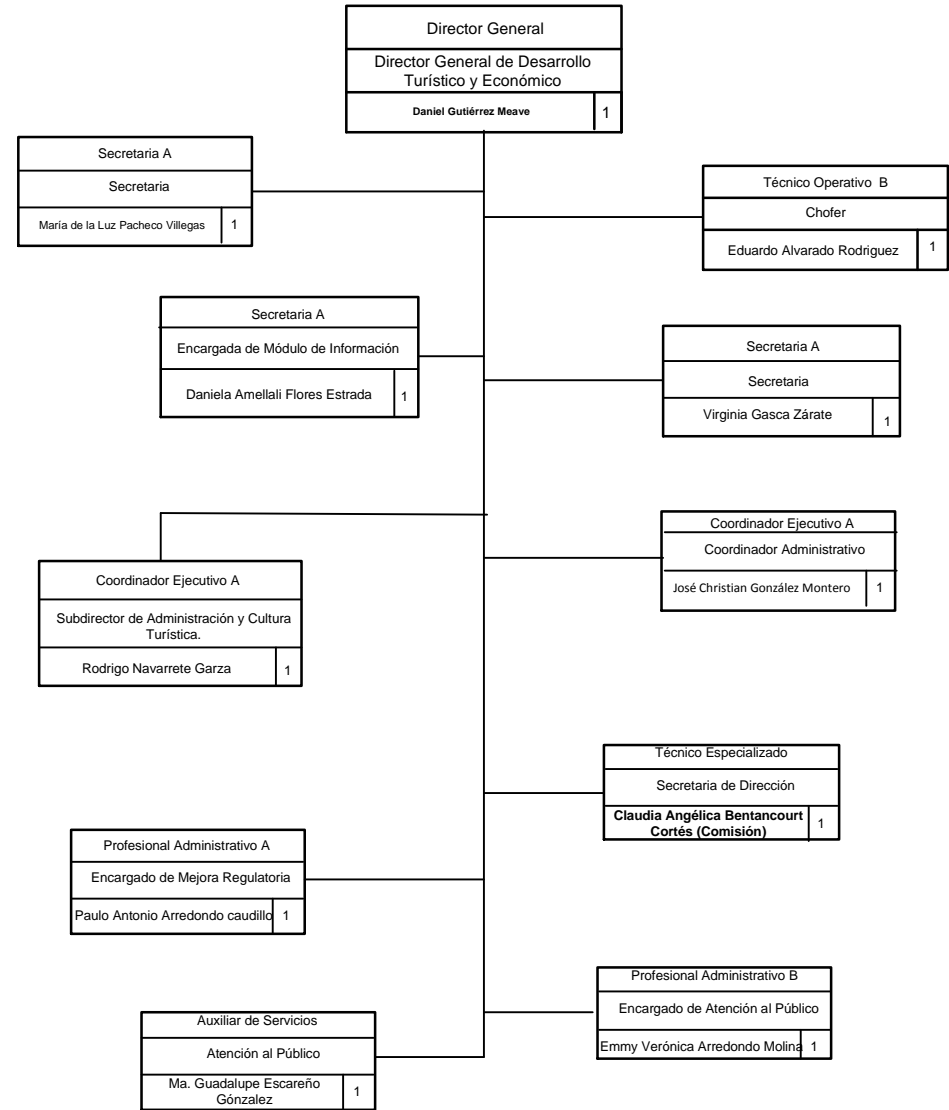 Director General
Director General de Desarrollo
Turístico y Económico
Daniel Gutiérrez Meave
1
Secretaria A
Secretaria
María de la Luz Pacheco Villegas
1
Técnico Operativo B
Chofer
Eduardo Alvarado Rodriguez
1
Secretaria A
Encargada de Módulo de Información
Daniela Amellali Flores Estrada
1
Secretaria A
Secretaria
Virginia Gasca Zárate
1
Coordinador Ejecutivo A
Coordinador Administrativo
José Christian González Montero
1
Coordinador Ejecutivo A
Subdirector de Administración y Cultura
Turística.
Rodrigo Navarrete Garza
1
Técnico Especializado
Secretaria de Dirección
Claudia Angélica Bentancourt
Cortés (Comisión)
1
Profesional Administrativo A
Encargado de Mejora Regulatoria
Paulo Antonio Arredondo caudillo
1
Profesional Administrativo B
Encargado de Atención al Público
Emmy Verónica Arredondo Molina
1
Auxiliar de Servicios
Atención al Público
Ma. Guadalupe Escareño
Gónzalez
1